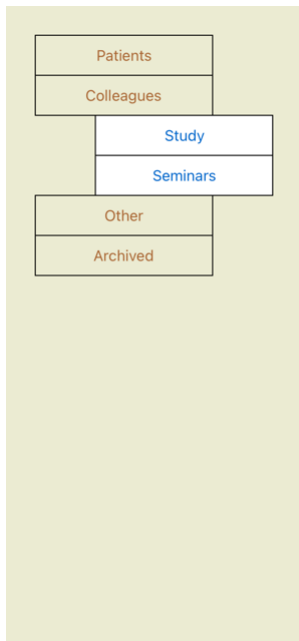 Patients
Colleagues
Study
Seminars
Other
Archived